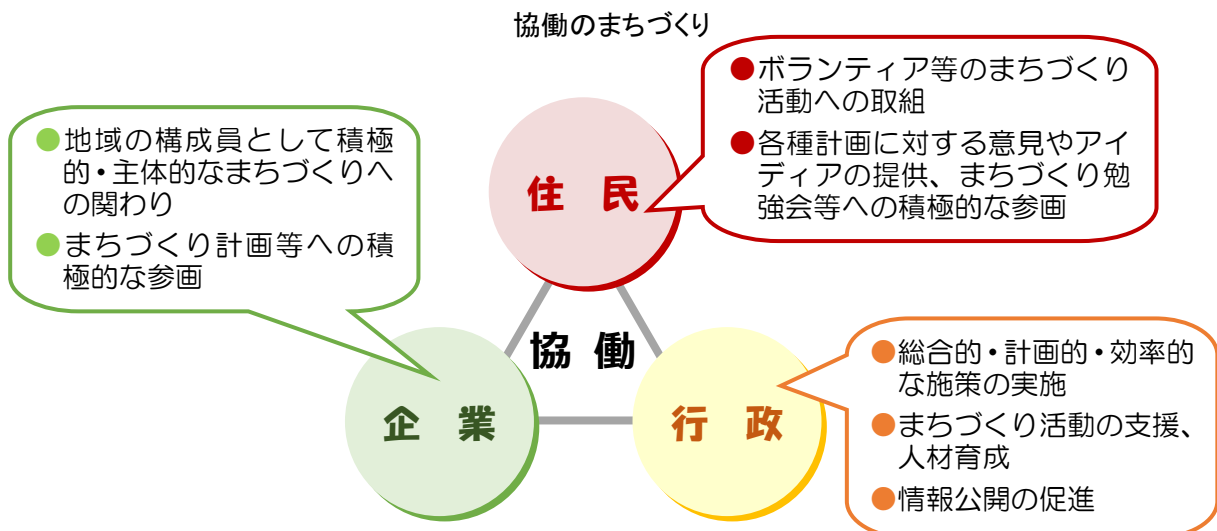 協働のまちづくり
●ボランティア等のまちづくり
活動への取組
●各種計画に対する意見やアイ
ディアの提供、まちづくり勉
強会等への積極的な参画
●地域の構成員として積極
的・主体的なまちづくりへ
の関わり
●まちづくり計画等への積
極的な参画
住 民
協 働
企 業
行 政
●総合的・計画的・効率的
な施策の実施
●まちづくり活動の支援、
人材育成
●情報公開の促進